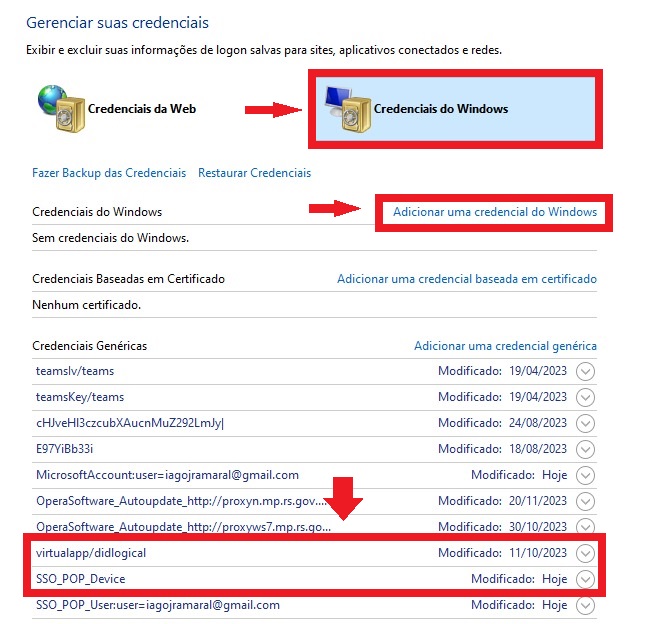 Gerenciar suas credenciais
Exibir e excluir suas informações de logon salvas para sites, aplicativos conectados e redes.
Credenciais da Web
Credenciais do Windows
Fazer Backup das Credenciais Restaurar Credenciais
Credenciais do Windows Adicionar uma credencial do Windows
Sem credenciais do Windows.
Credenciais Baseadas em Certificado Adicionar uma credencial baseada em certificado
Nenhum certificado.
Credenciais Genéricas Adicionar uma credencial genérica
teamslv/teams Modificado: 19/04/2023
teamsKey/teams Modificado: 19/04/2023
cHJveHl3czcubXAucnMuZ292LmJy| Modificado: 24/08/2023
E97YiBb33i Modificado: 18/08/2023
MicrosoftAccount:user=iagojramaral@gmail.com Modificado: Hoje
OperaSoftware_Autoupdate_http://proxyn.mp.rs.gov.... Modificado: 20/11/2023
OperaSoftware_Autoupdate_http://proxyws7.mp.rs.go... Modificado: 30/10/2023
virtualapp/didlogical Modificado: 11/10/2023
SSO_POP_Device Modificado: Hoje
SSO_POP_User:user=iagojramaral@gmail.com Modificado: Hoje